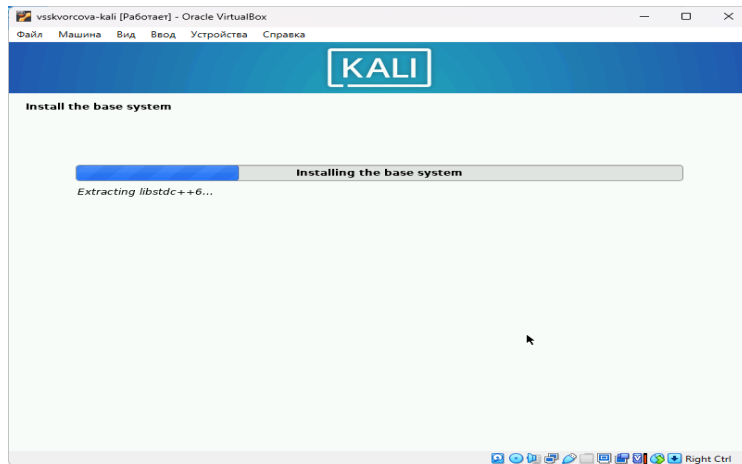 vsskvorcova-kali [Работает] - Oracle VirtualBox
Файл Машина Вид Ввод Устройства Справка
KALI
Install the base system
Installing the base system
Extracting libstdc++6...
Right Ctrl